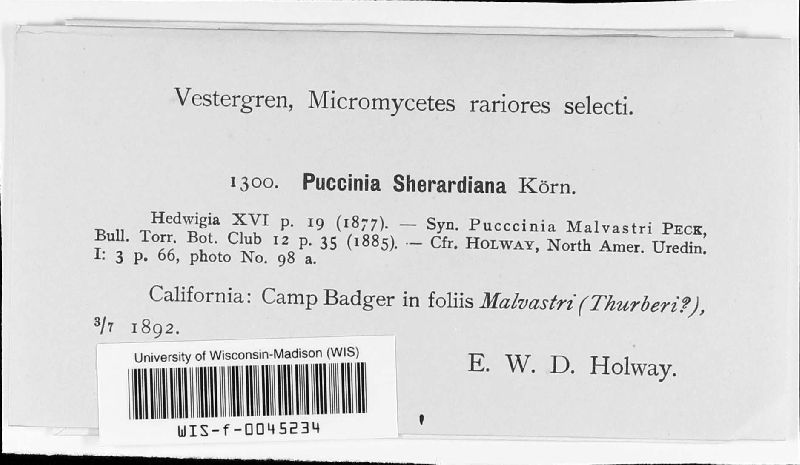 Vestergren, Micromycetes rariores selecti.
1300. Puccinia Sherardiana Körn.
Hedwigia XVI p. 19 (1877). — Syn. Pucccinia Malvastri PECK,
Bull. Torr. Bot. Club 12 p. 35 (1885). — Cfr. HOLWAY, North Amer. Uredin.
I: 3 p. 66, photo No. 98 a.
California: Camp Badger in foliis Malvastri (Thurberi?),
3/7 1892.
E. W. D. Holway.
University of Wisconsin-Madison (WIS)
WIS-f-0045234